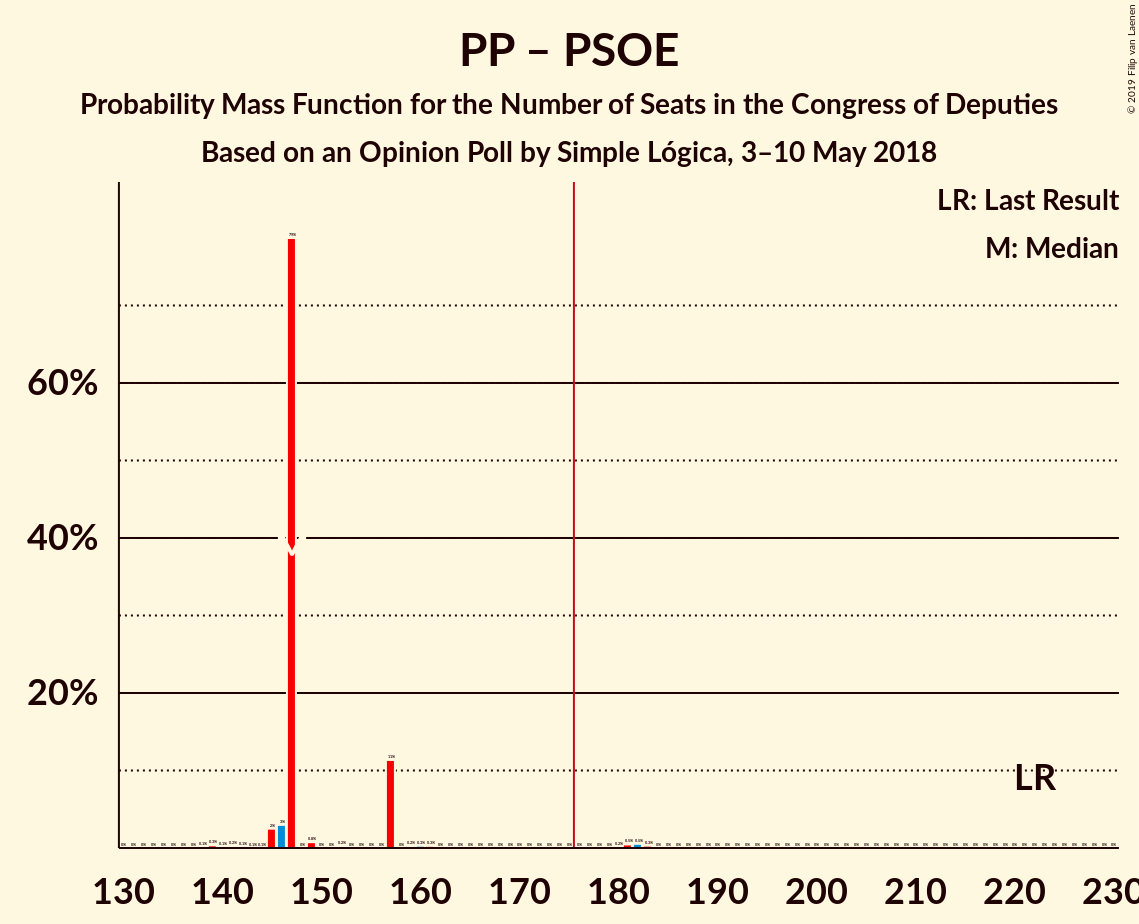 PP – PSOE
Probability Mass Function for the Number of Seats in the Congress of Deputies
Based on an Opinion Poll by Simple Lógica, 3–10 May 2018
© 2019 Filip van Laenen
LR: Last Result
M: Median
60%
40%
20%
79%
11%
LR
130 140 150 160 170 180 190 200 210 220 230